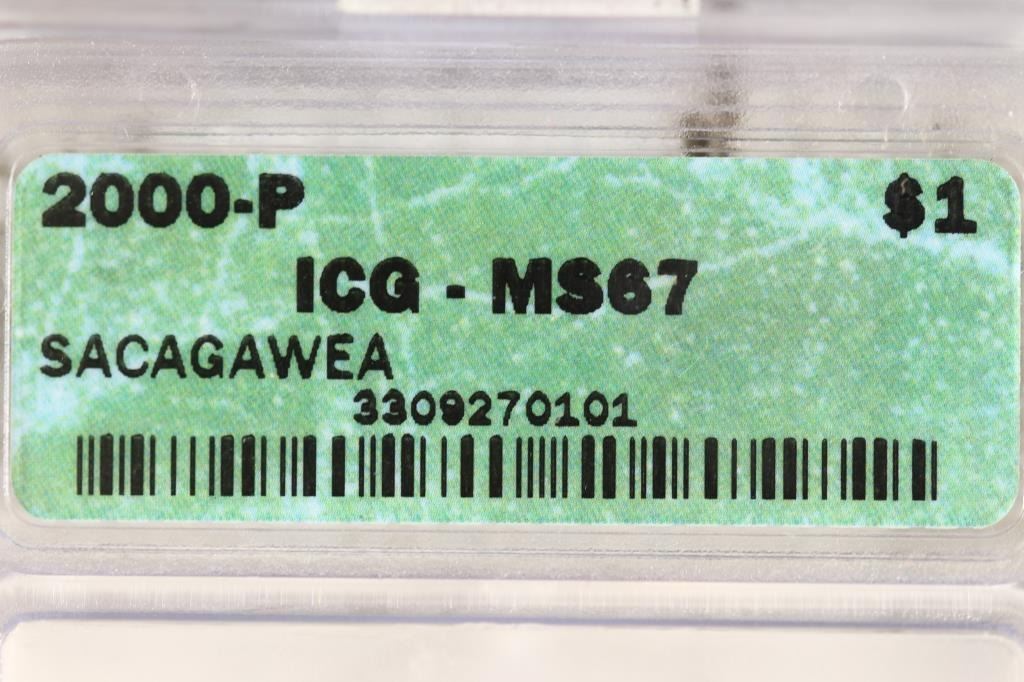 2000-P $1
ICG - MS67
SACAGAWEA
3309270101